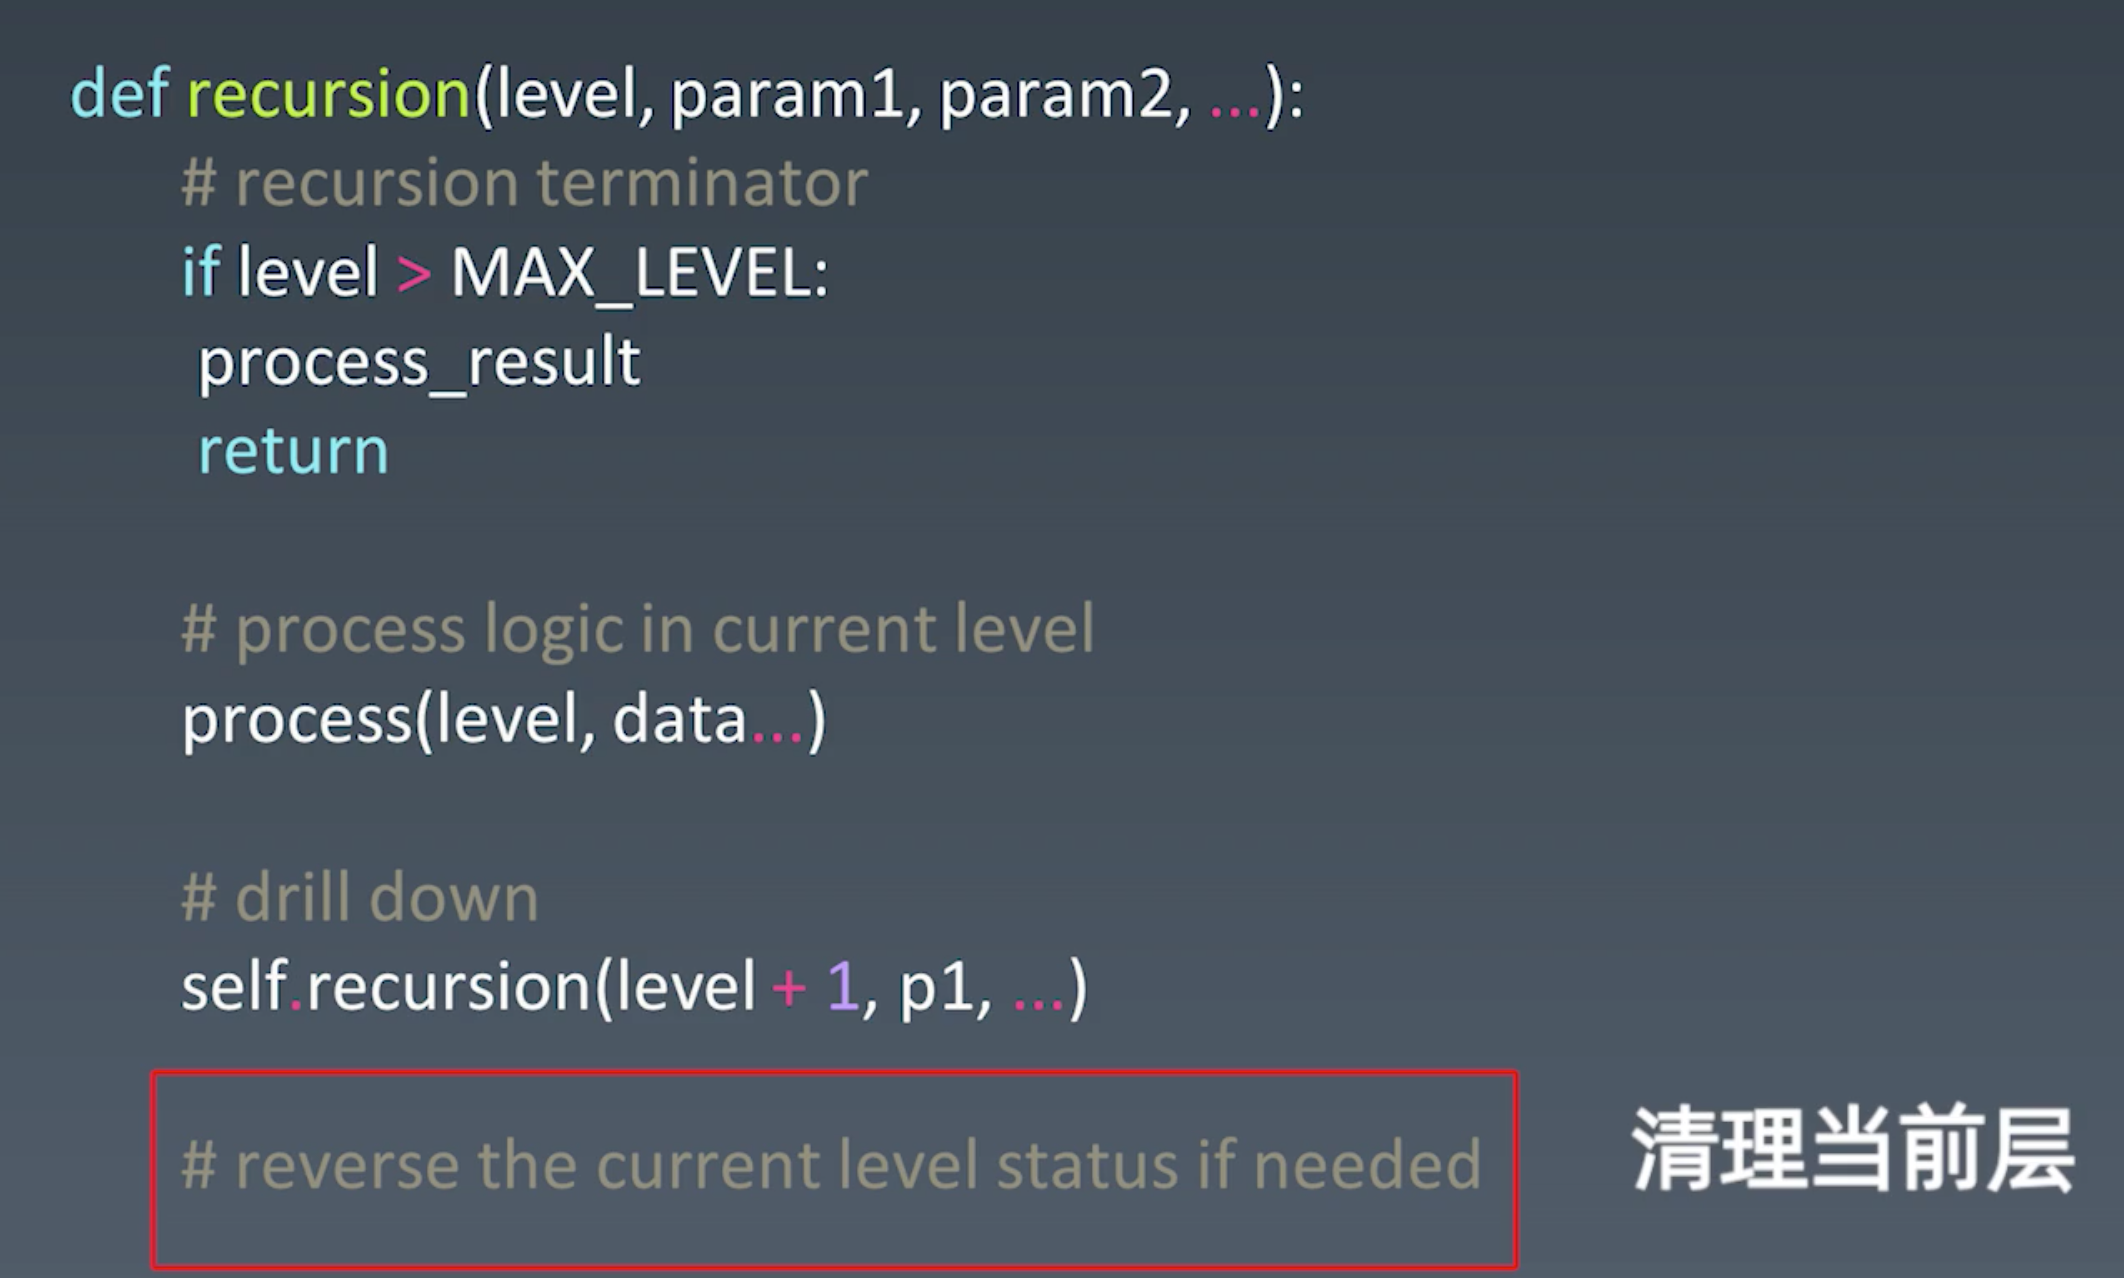 def recursion(level, param1, param2, ...):
# recursion terminator
if level > MAX_LEVEL:
process_result
return
# process logic in current level
process(level, data...)
# drill down
self.recursion(level + 1, p1, ...)
# reverse the current level status if needed
清理当前层